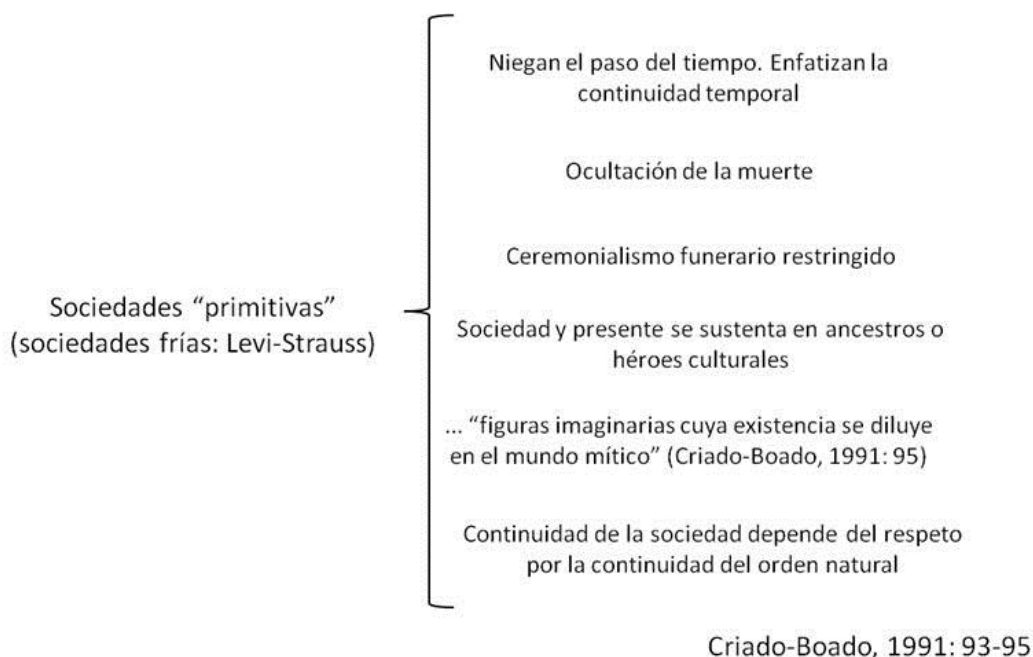 Sociedades “primitivas”
(sociedades frías: Levi-Strauss)
Niegan el paso del tiempo. Enfatizan la
continuidad temporal
Ocultación de la muerte
Ceremonialismo funerario restringido
Sociedad y presente se sustenta en ancestros o
héroes culturales
... “figuras imaginarias cuya existencia se diluye
en el mundo mítico” (Criado-Boado, 1991: 95)
Continuidad de la sociedad depende del respeto
por la continuidad del orden natural
Criado-Boado, 1991: 93-95